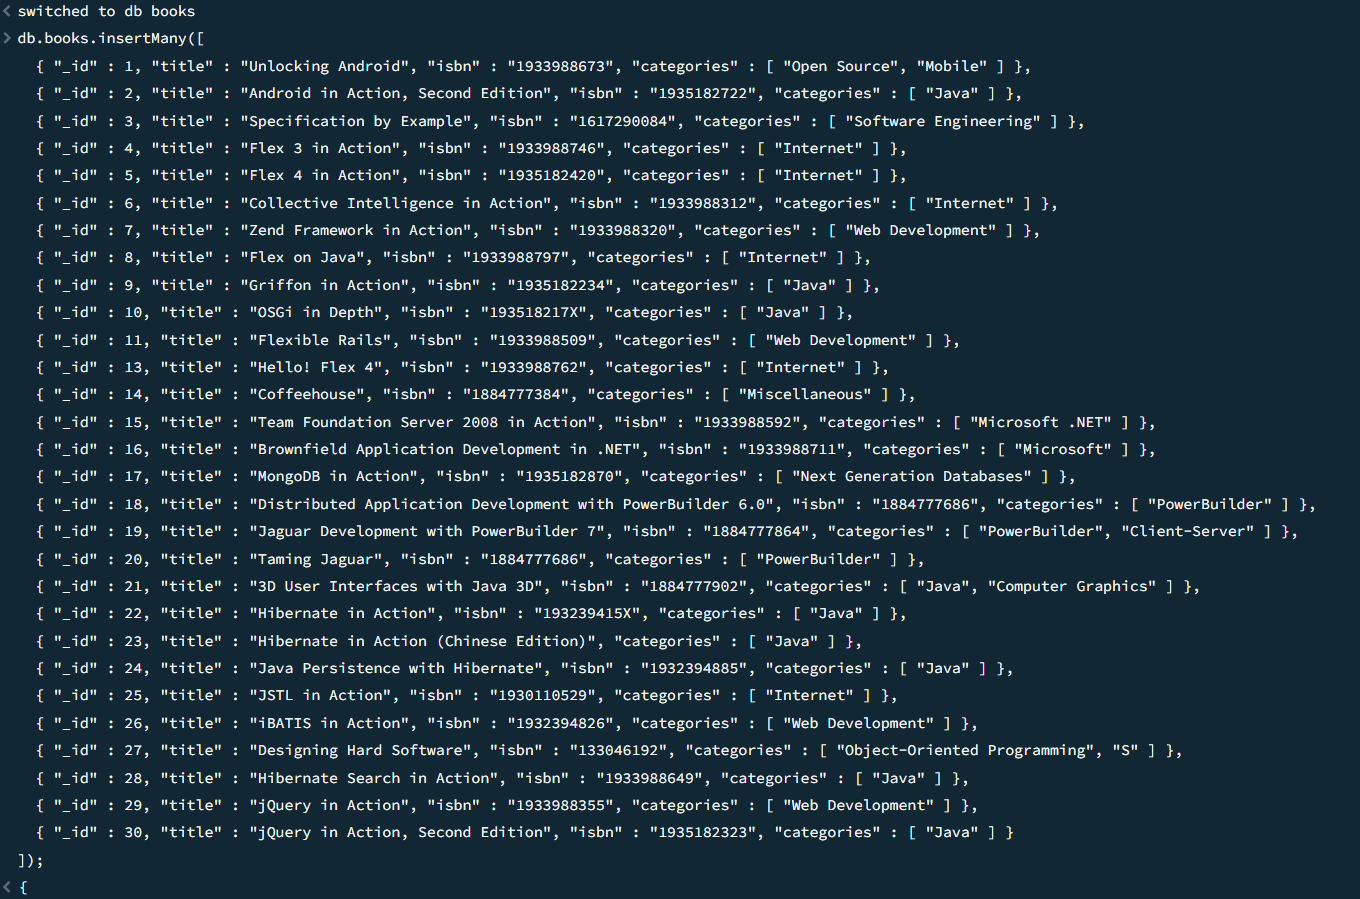 switched to db books
db.books.insertMany([
{ "_id" : 1, "title" : "Unlocking Android", "isbn" : "1933988673", "categories" : [ "Open Source", "Mobile" ] },
{ "_id" : 2, "title" : "Android in Action, Second Edition", "isbn" : "1935182722", "categories" : [ "Java" ] },
{ "_id" : 3, "title" : "Specification by Example", "isbn" : "1617290084", "categories" : [ "Software Engineering" ] },
{ "_id" : 4, "title" : "Flex 3 in Action", "isbn" : "1933988746", "categories" : [ "Internet" ] },
{ "_id" : 5, "title" : "Flex 4 in Action", "isbn" : "1935182420", "categories" : [ "Internet" ] },
{ "_id" : 6, "title" : "Collective Intelligence in Action", "isbn" : "1933988312", "categories" : [ "Internet" ] },
{ "_id" : 7, "title" : "Zend Framework in Action", "isbn" : "1933988320", "categories" : [ "Web Development" ] },
{ "_id" : 8, "title" : "Flex on Java", "isbn" : "1933988797", "categories" : [ "Internet" ] },
{ "_id" : 9, "title" : "Griffon in Action", "isbn" : "1935182234", "categories" : [ "Java" ] },
{ "_id" : 10, "title" : "OSGi in Depth", "isbn" : "193518217X", "categories" : [ "Java" ] },
{ "_id" : 11, "title" : "Flexible Rails", "isbn" : "1933988509", "categories" : [ "Web Development" ] },
{ "_id" : 13, "title" : "Hello! Flex 4", "isbn" : "1933988762", "categories" : [ "Internet" ] },
{ "_id" : 14, "title" : "Coffeehouse", "isbn" : "1884777384", "categories" : [ "Miscellaneous" ] },
{ "_id" : 15, "title" : "Team Foundation Server 2008 in Action", "isbn" : "1933988592", "categories" : [ "Microsoft .NET" ] },
{ "_id" : 16, "title" : "Brownfield Application Development in .NET", "isbn" : "1933988711", "categories" : [ "Microsoft" ] },
{ "_id" : 17, "title" : "MongoDB in Action", "isbn" : "1935182870", "categories" : [ "Next Generation Databases" ] },
{ "_id" : 18, "title" : "Distributed Application Development with PowerBuilder 6.0", "isbn" : "1884777686", "categories" : [ "PowerBuilder" ] },
{ "_id" : 19, "title" : "Jaguar Development with PowerBuilder 7", "isbn" : "1884777864", "categories" : [ "PowerBuilder", "Client-Server" ] },
{ "_id" : 20, "title" : "Taming Jaguar", "isbn" : "1884777686", "categories" : [ "PowerBuilder" ] },
{ "_id" : 21, "title" : "3D User Interfaces with Java 3D", "isbn" : "1884777902", "categories" : [ "Java", "Computer Graphics" ] },
{ "_id" : 22, "title" : "Hibernate in Action", "isbn" : "193239415X", "categories" : [ "Java" ] },
{ "_id" : 23, "title" : "Hibernate in Action (Chinese Edition)", "categories" : [ "Java" ] },
{ "_id" : 24, "title" : "Java Persistence with Hibernate", "isbn" : "1932394885", "categories" : [ "Java" ] },
{ "_id" : 25, "title" : "JSTL in Action", "isbn" : "1930110529", "categories" : [ "Internet" ] },
{ "_id" : 26, "title" : "iBATIS in Action", "isbn" : "1932394826", "categories" : [ "Web Development" ] },
{ "_id" : 27, "title" : "Designing Hard Software", "isbn" : "133046192", "categories" : [ "Object-Oriented Programming", "S" ] },
{ "_id" : 28, "title" : "Hibernate Search in Action", "isbn" : "1933988649", "categories" : [ "Java" ] },
{ "_id" : 29, "title" : "jQuery in Action", "isbn" : "1933988355", "categories" : [ "Web Development" ] },
{ "_id" : 30, "title" : "jQuery in Action, Second Edition", "isbn" : "1935182323", "categories" : [ "Java" ] }
]);
{